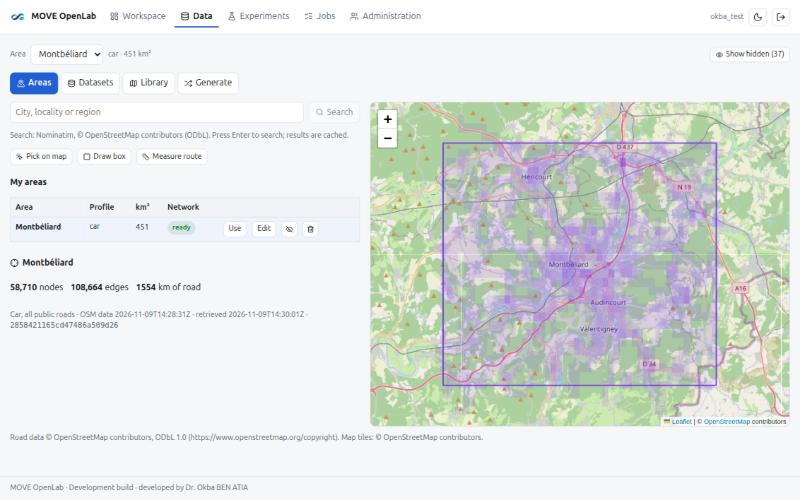 MOVE OpenLab Workspace Data Experiments Jobs Administration okba_test
Area Montbéliard car · 451 km² Show hidden (37)
Areas Datasets Library Generate
City, locality or region Search
Search: Nominatim, © OpenStreetMap contributors (ODbL). Press Enter to search; results are cached.
Pick on map Draw box Measure route
My areas
Area Profile km² Network
Montbéliard car 451 ready Use Edit
Montbéliard
58,710 nodes 108,664 edges 1554 km of road
Car, all public roads · OSM data 2026-11-09T14:28:31Z · retrieved 2026-11-09T14:30:01Z ·
2858421165cd47486a509d26
+
−
D 437
Héricourt
N 19
Montbéliard
A16
Audincourt
Valentigney
D 34
Leaflet | © OpenStreetMap contributors
Road data © OpenStreetMap contributors, ODbL 1.0 (https://www.openstreetmap.org/copyright). Map tiles: © OpenStreetMap contributors.
MOVE OpenLab · Development build · developed by Dr. Okba BEN ATIA